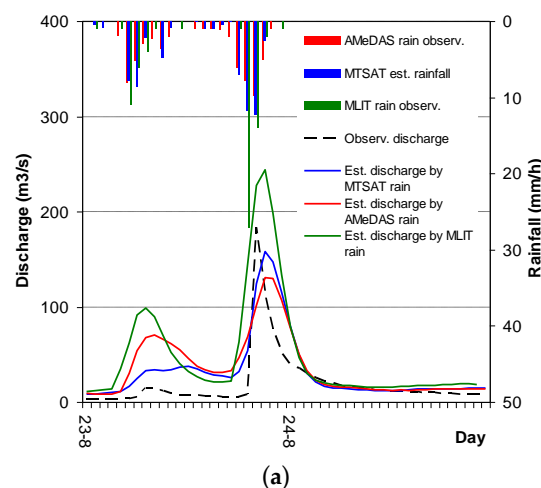 400
300
200
100
0
Discharge (m3/s)
0
10
20
30
40
50
Rainfall (mm/h)
AMeDAS rain observ.
MTSAT est. rainfall
MLIT rain observ.
Observ. discharge
Est. discharge by
MTSAT rain
Est. discharge by
AMeDAS rain
Est. discharge by MLIT
rain
23-8
24-8
Day
(a)